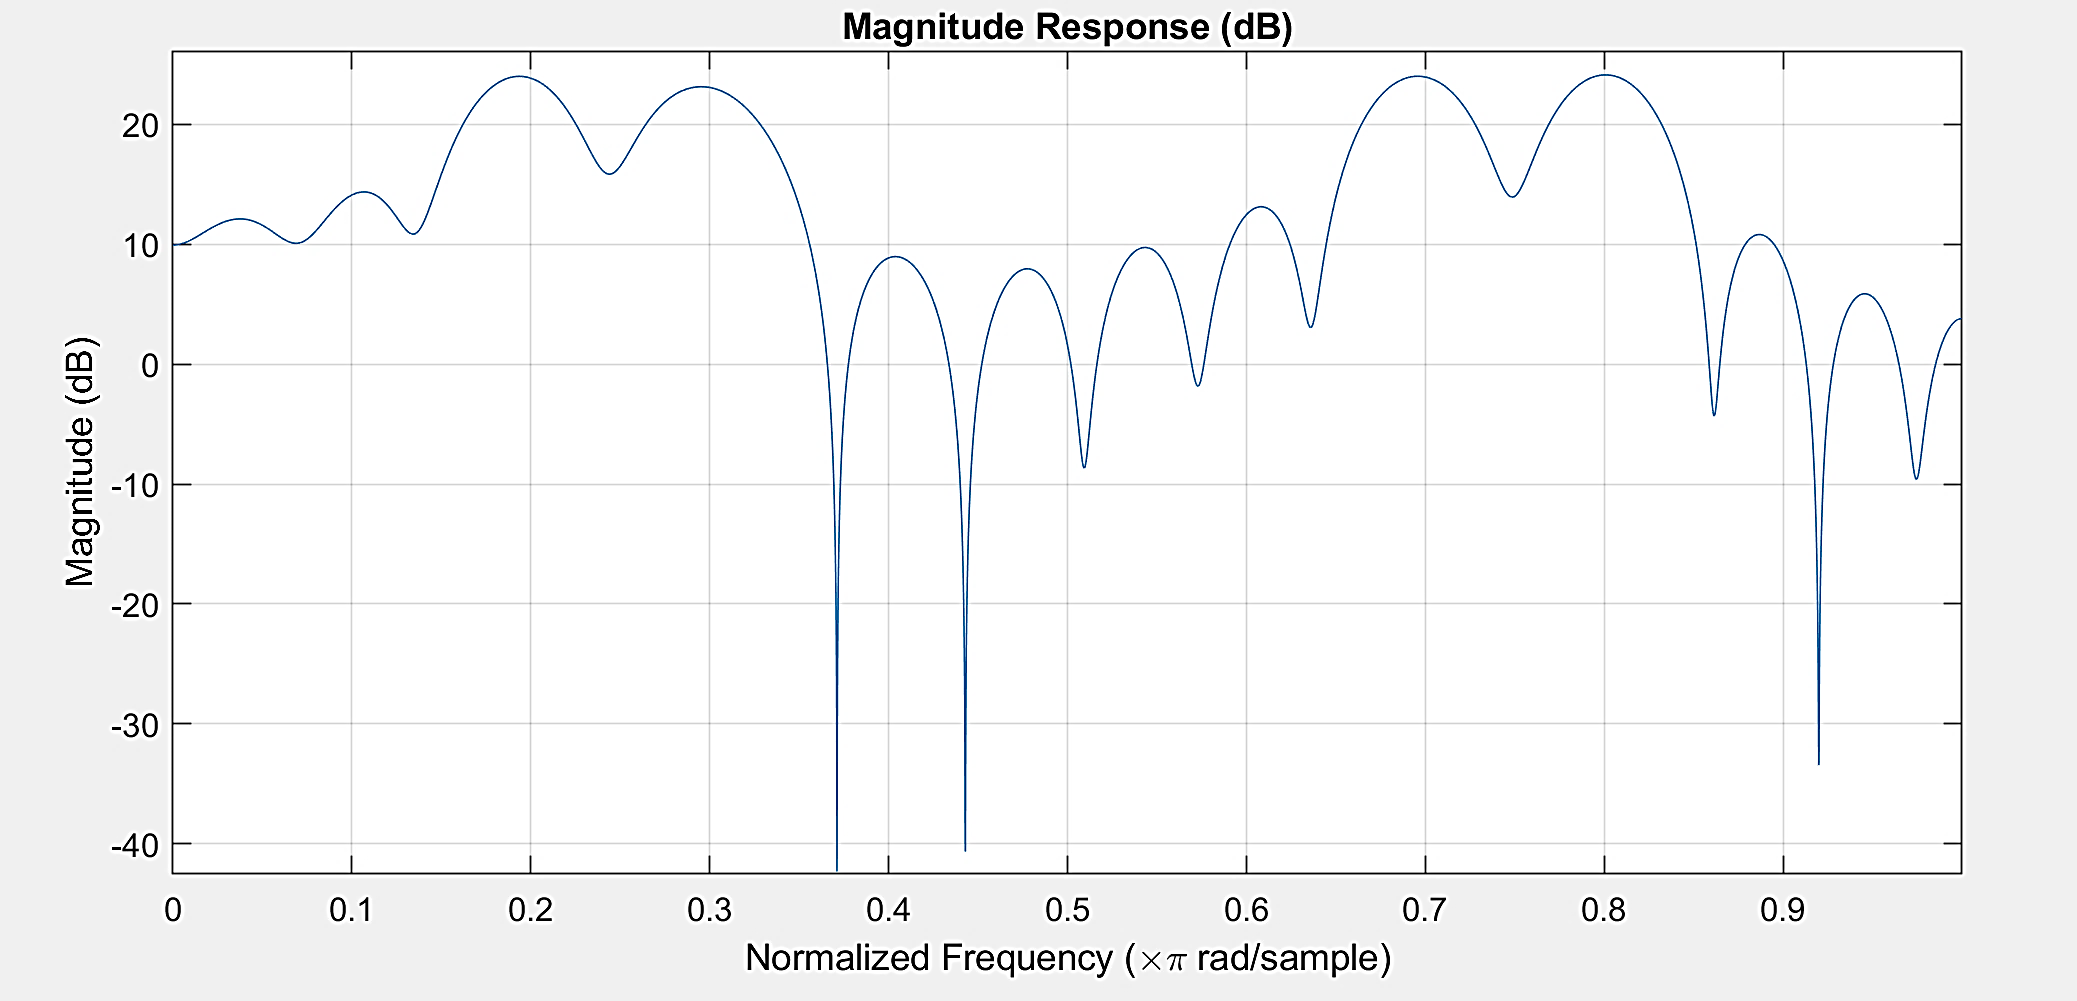 Magnitude Response (dB)
20
10
0
-10
-20
-30
-40
Magnitude (dB)
0 0.1 0.2 0.3 0.4 0.5 0.6 0.7 0.8 0.9
Normalized Frequency (×π rad/sample)